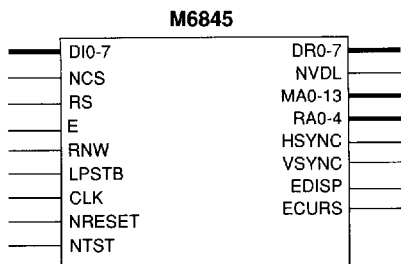 M6845
DI0-7
NCS
RS
E
RNW
LPSTB
CLK
NRESET
NTST
DR0-7
NVDL
MA0-13
RA0-4
HSYNC
VSYNC
EDISP
ECURS